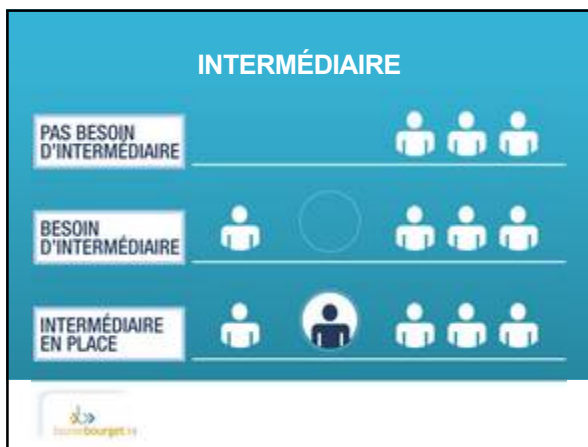 INTERMÉDIAIRE
PAS BESOIN
D'INTERMÉDIAIRE
BESOIN
D'INTERMÉDIAIRE
INTERMÉDIAIRE
EN PLACE